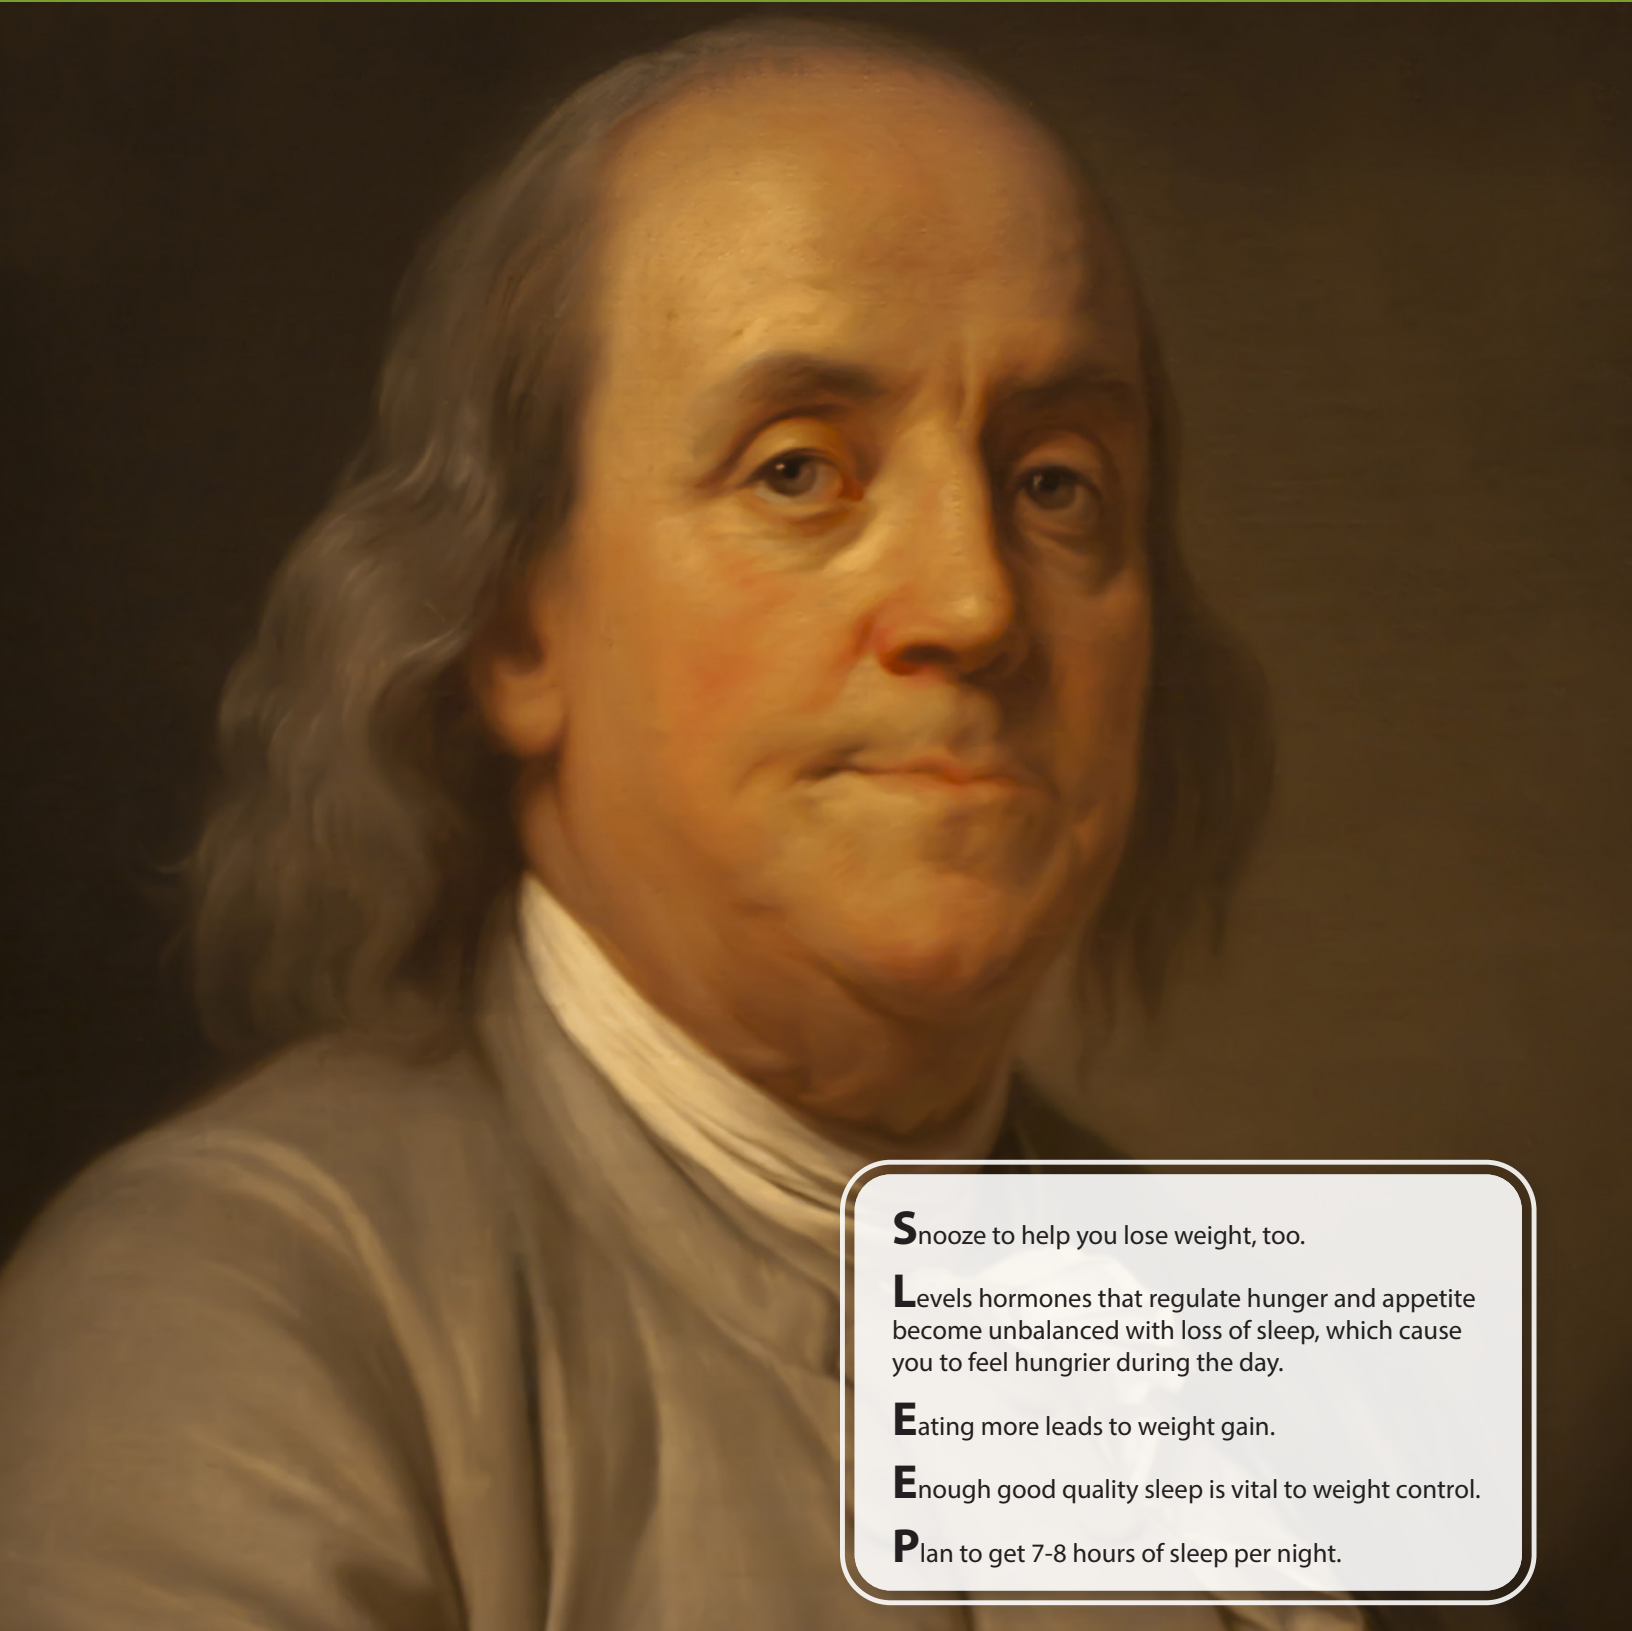 Snooze to help you lose weight, too.
Levels hormones that regulate hunger and appetite
become unbalanced with loss of sleep, which cause
you to feel hungrier during the day.
Eating more leads to weight gain.
Enough good quality sleep is vital to weight control.
Plan to get 7-8 hours of sleep per night.